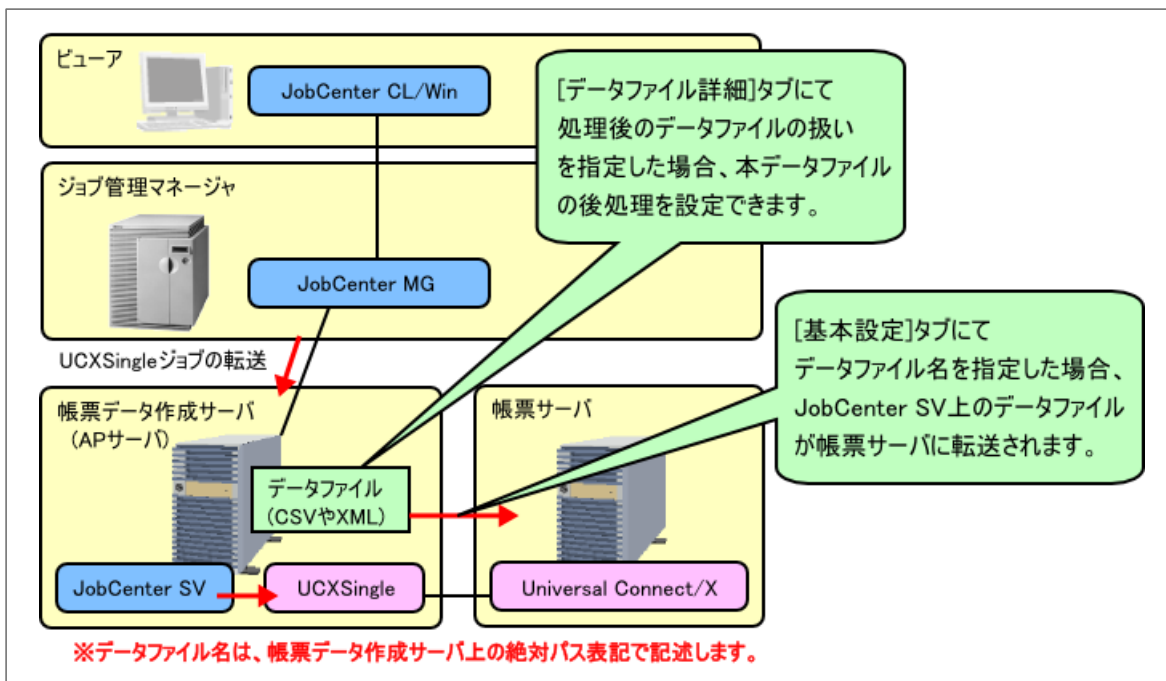 ビューア
JobCenter CL/Win
[データファイル詳細]タブにて
処理後のデータファイルの扱い
を指定した場合、本データファイル
の後処理を設定できます。
ジョブ管理マネージャ
JobCenter MG
UCXSingleジョブの転送
[基本設定]タブにて
データファイル名を指定した場合、
JobCenter SV上のデータファイル
が帳票サーバに転送されます。
帳票データ作成サーバ
(APサーバ)
データファイル
(CSVやXML)
JobCenter SV
UCXSingle
帳票サーバ
Universal Connect/X
※データファイル名は、帳票データ作成サーバ上の絶対パス表記で記述します。